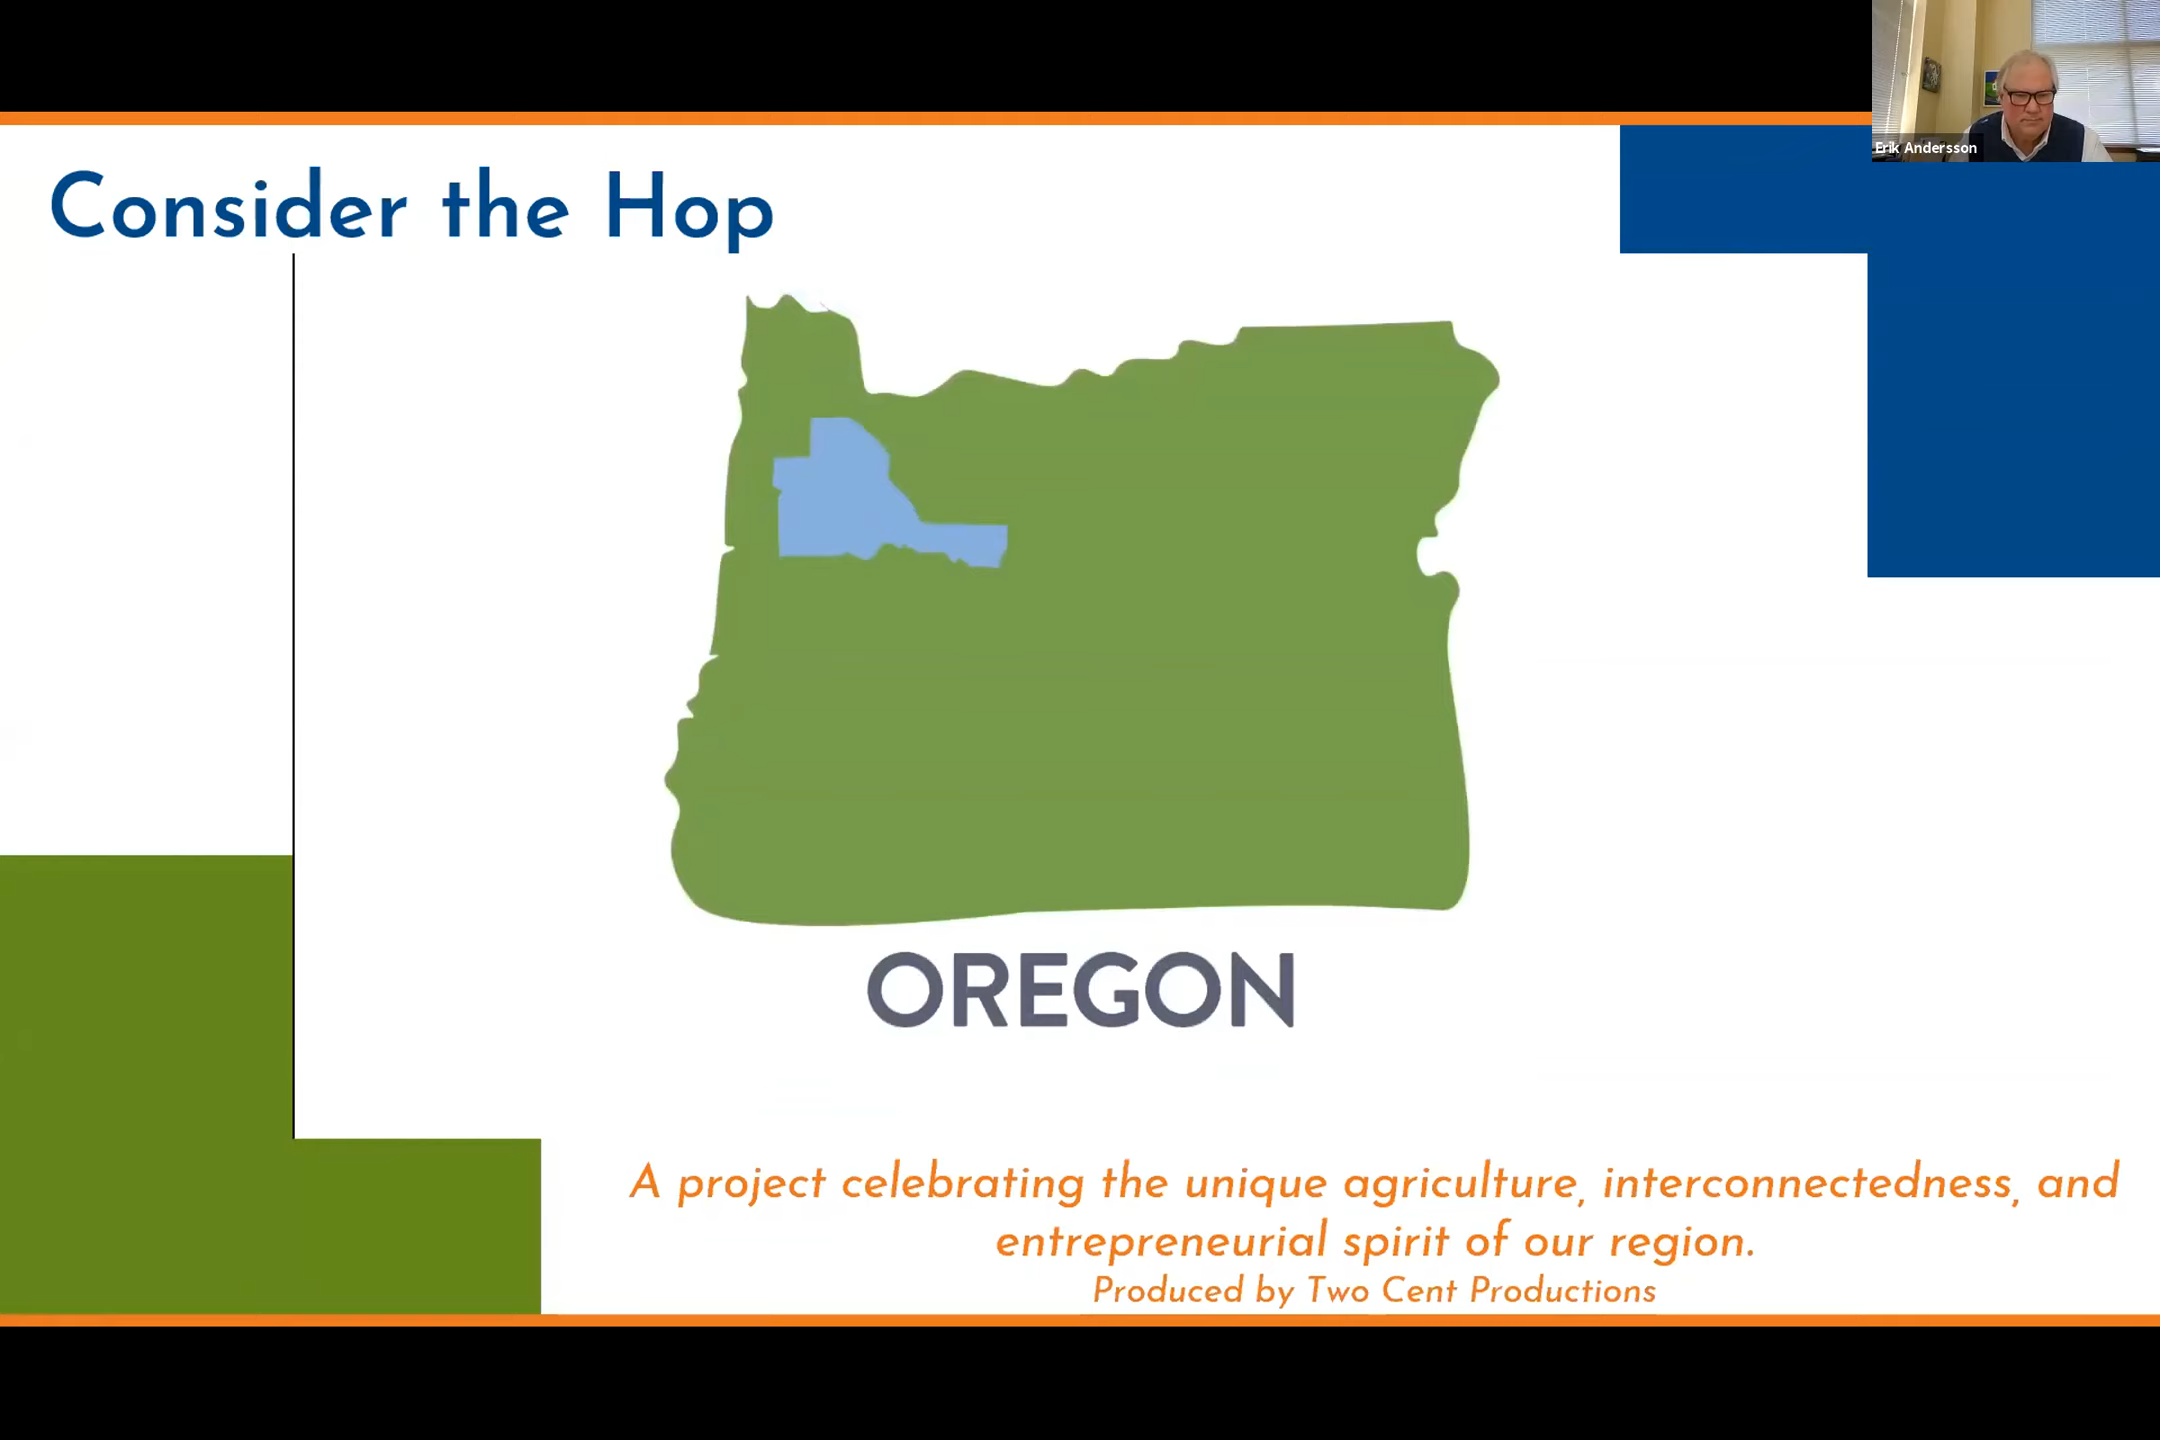 Erik Andersson
Consider the Hop
OREGON
A project celebrating the unique agriculture, interconnectedness, and
entrepreneurial spirit of our region.
Produced by Two Cent Productions